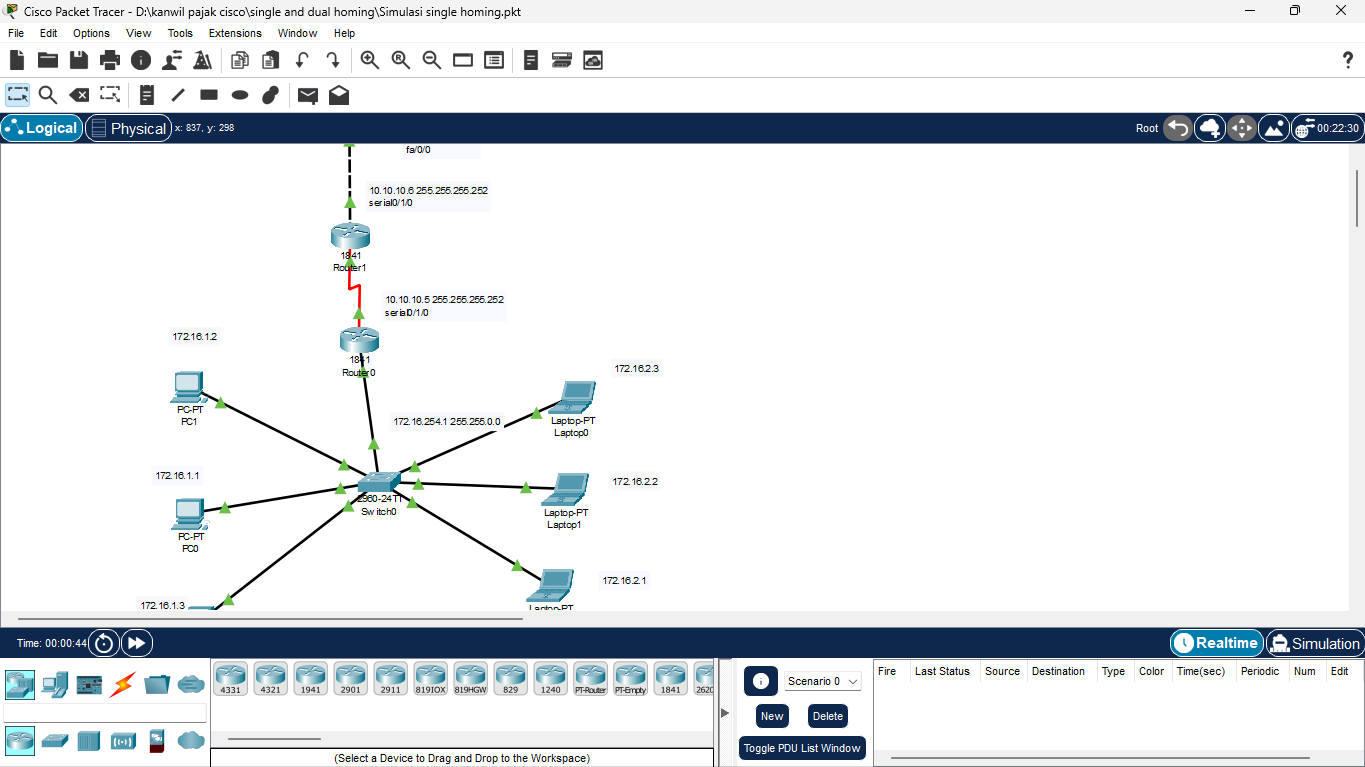 Cisco Packet Tracer - D:\kanwil pajak cisco\single and dual homing\Simulasi single homing.pkt
File Edit Options View Tools Extensions Window Help
Logical Physical x: 837, y: 298 Root 00:22:30
fa/0/0
10.10.10.6 255.255.255.252
serial0/1/0
1841
Router1
10.10.10.5 255.255.255.252
serial0/1/0
1841
Router0
172.16.1.2
PC-PT
PC1
172.16.2.3
Laptop-PT
Laptop0
172.16.254.1 255.255.0.0
172.16.1.1
PC-PT
PC0
2960-24TT
Switch0
172.16.2.2
Laptop-PT
Laptop1
172.16.2.1
Laptop-PT
172.16.1.3
Time: 00:00:44 Realtime Simulation
4331 4321 1941 2901 2911 819IOX 819HGW 829 1240 PT-Router PT-Empty 1841 2620
(Select a Device to Drag and Drop to the Workspace)
Scenario 0
New Delete
Toggle PDU List Window
Fire Last Status Source Destination Type Color Time(sec) Periodic Num Edit